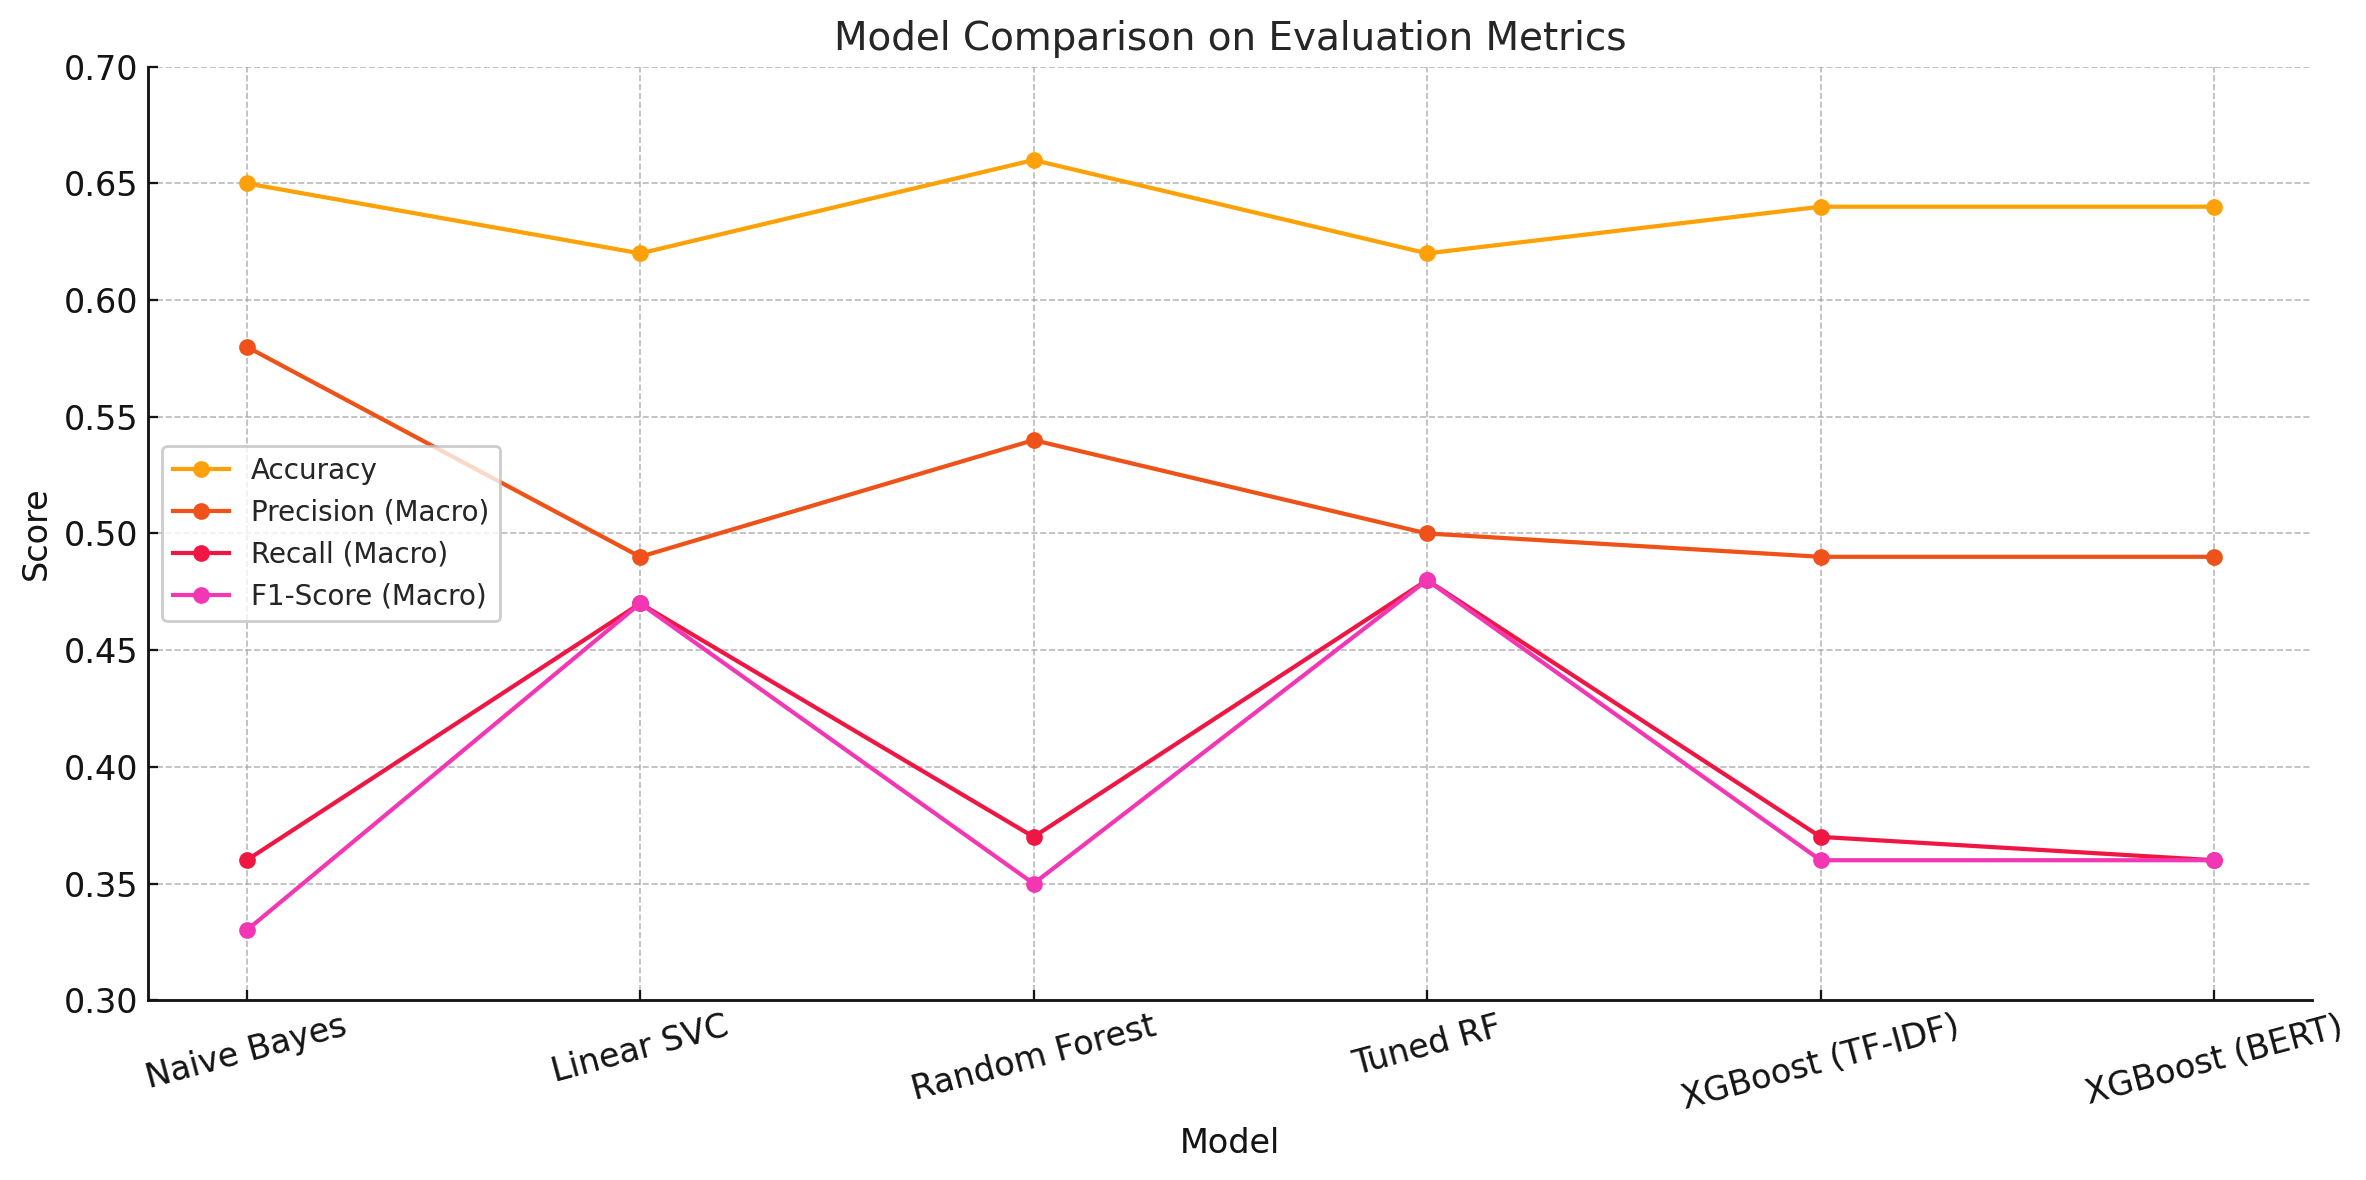 Model Comparison on Evaluation Metrics
0.70
0.65
0.60
0.55
0.50
0.45
0.40
0.35
0.30
Score
Accuracy
Precision (Macro)
Recall (Macro)
F1-Score (Macro)
Naive Bayes
Linear SVC
Random Forest
Tuned RF
XGBoost (TF-IDF)
XGBoost (BERT)
Model